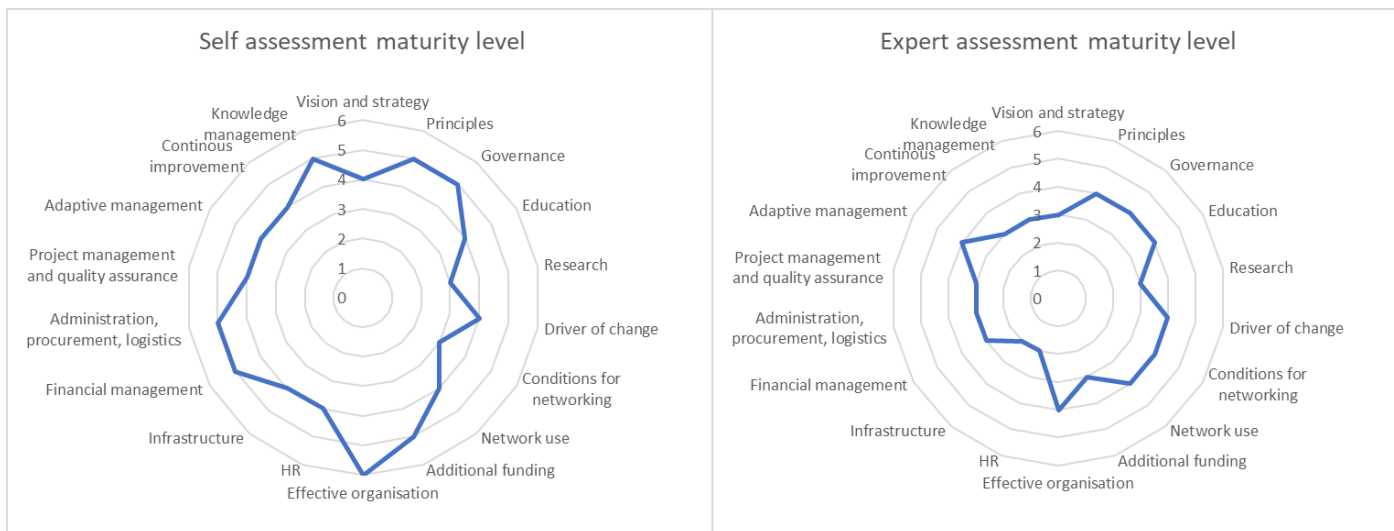 Self assessment maturity level
Vision and strategy
Principles
Governance
Education
Research
Driver of change
Conditions for
networking
Network use
Additional funding
Effective organisation
HR
Infrastructure
Financial management
Administration,
procurement, logistics
Project management
and quality assurance
Adaptive management
Continous
improvement
Knowledge
management
6
5
4
3
2
1
0
Expert assessment maturity level
Vision and strategy
Principles
Governance
Education
Research
Driver of change
Conditions for
networking
Network use
Additional funding
Effective organisation
HR
Infrastructure
Financial management
Administration,
procurement, logistics
Project management
and quality assurance
Adaptive management
Continous
improvement
Knowledge
management
6
5
4
3
2
1
0